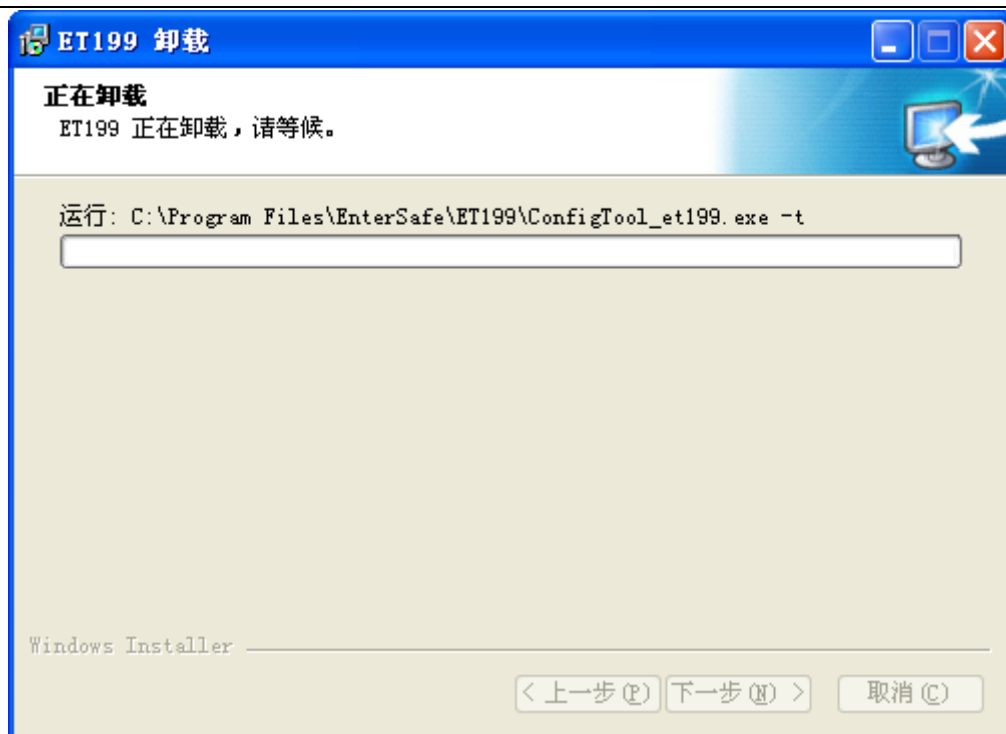 ET199 卸载
正在卸载
ET199 正在卸载，请等候。
运行: C:\Program Files\EnterSafe\ET199\ConfigTool_et199.exe -t
Windows Installer
< 上一步(P) 下一步(N) > 取消(C)